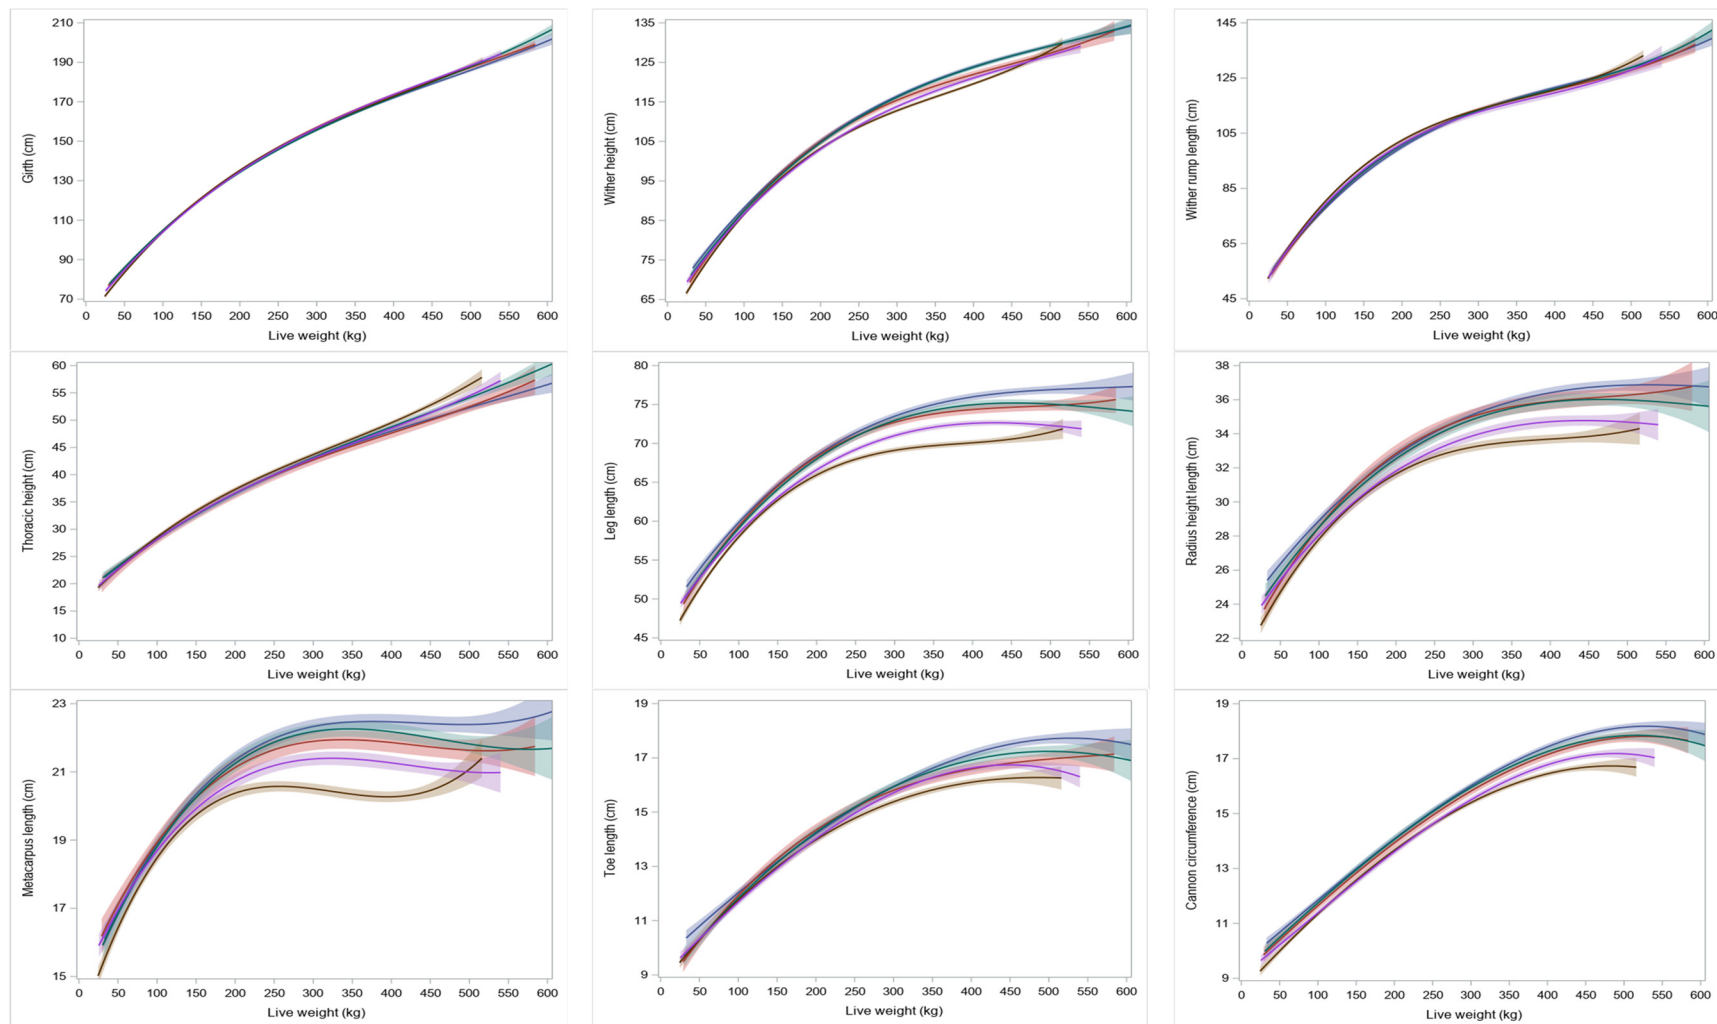 210
190
170
150
130
110
90
70
Girth (cm)
0 50 100 150 200 250 300 350 400 450 500 550 600
Live weight (kg)
135
125
115
105
95
85
75
65
Wither height (cm)
0 50 100 150 200 250 300 350 400 450 500 550 600
Live weight (kg)
145
125
105
85
65
45
Wither rump length (cm)
0 50 100 150 200 250 300 350 400 450 500 550 600
Live weight (kg)
60
55
50
45
40
35
30
25
20
15
10
Thoracic height (cm)
0 50 100 150 200 250 300 350 400 450 500 550 600
Live weight (kg)
80
75
70
65
60
55
50
45
Leg length (cm)
0 50 100 150 200 250 300 350 400 450 500 550 600
Live weight (kg)
38
36
34
32
30
28
26
24
22
Radius height length (cm)
0 50 100 150 200 250 300 350 400 450 500 550 600
Live weight (kg)
23
21
19
17
15
Metacarpus length (cm)
0 50 100 150 200 250 300 350 400 450 500 550 600
Live weight (kg)
19
17
15
13
11
9
Toe length (cm)
0 50 100 150 200 250 300 350 400 450 500 550 600
Live weight (kg)
19
17
15
13
11
9
Cannon circumference (cm)
0 50 100 150 200 250 300 350 400 450 500 550 600
Live weight (kg)